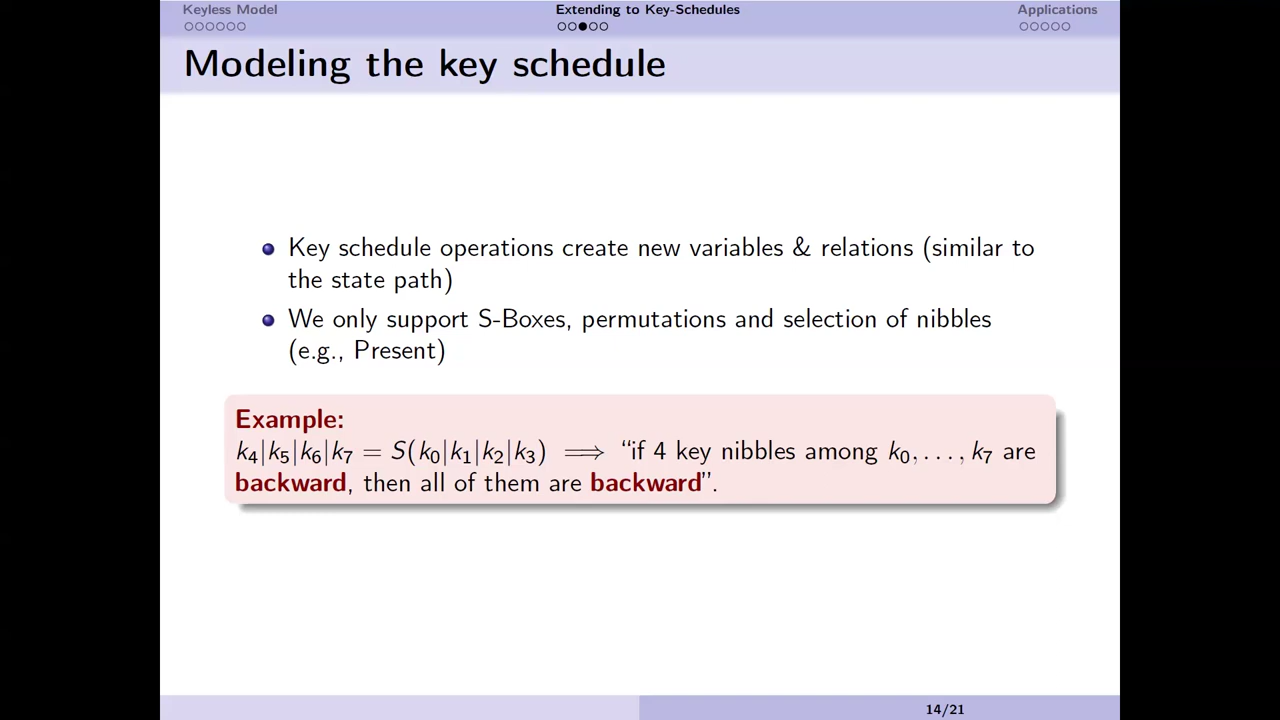 Keyless Model Extending to Key-Schedules Applications
Modeling the key schedule
Key schedule operations create new variables & relations (similar to
the state path)
We only support S-Boxes, permutations and selection of nibbles
(e.g., Present)
Example:
k₄|k₅|k₆|k₇ = S(k₀|k₁|k₂|k₃) ⟹ “if 4 key nibbles among k₀, . . . , k₇ are
backward, then all of them are backward”.
14/21